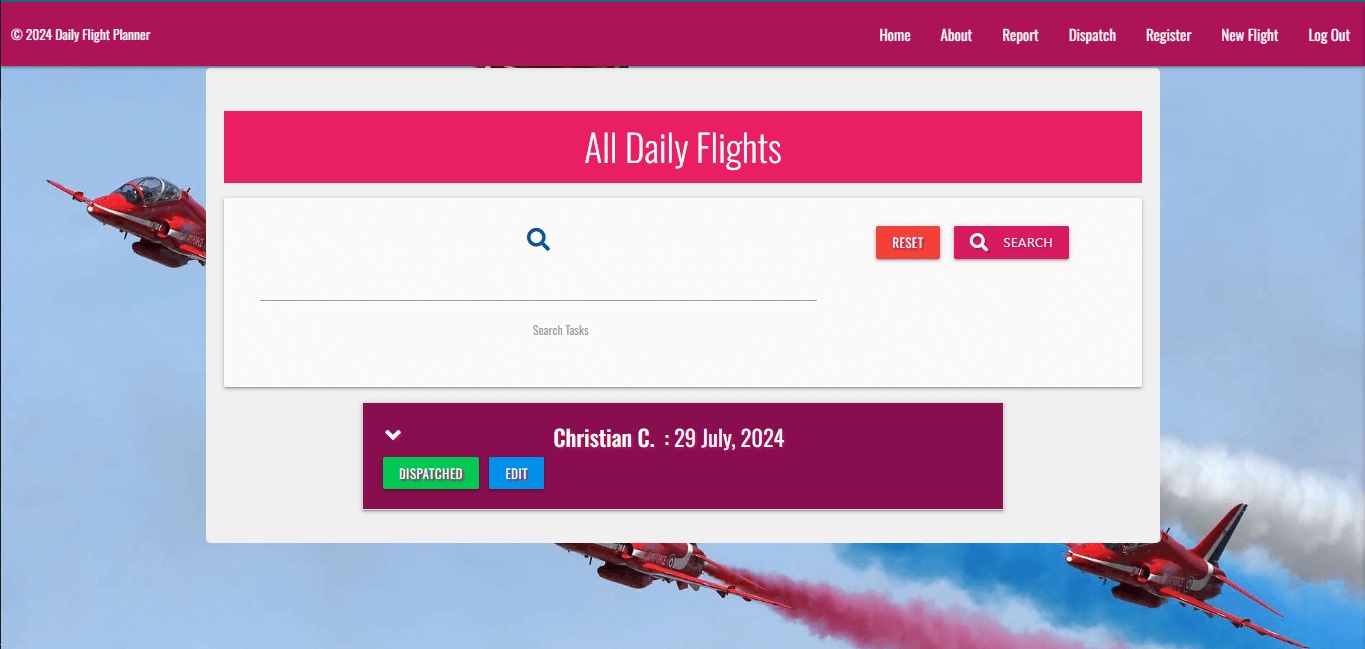 © 2024 Daily Flight Planner
Home About Report Dispatch Register New Flight Log Out
All Daily Flights
RESET
SEARCH
Search Tasks
Christian C. : 29 July, 2024
DISPATCHED
EDIT